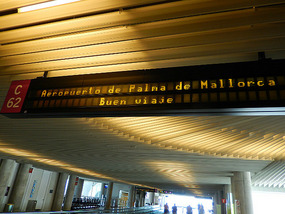 C
62
Aeropuerto de Palma de Mallorca
Buen viaje